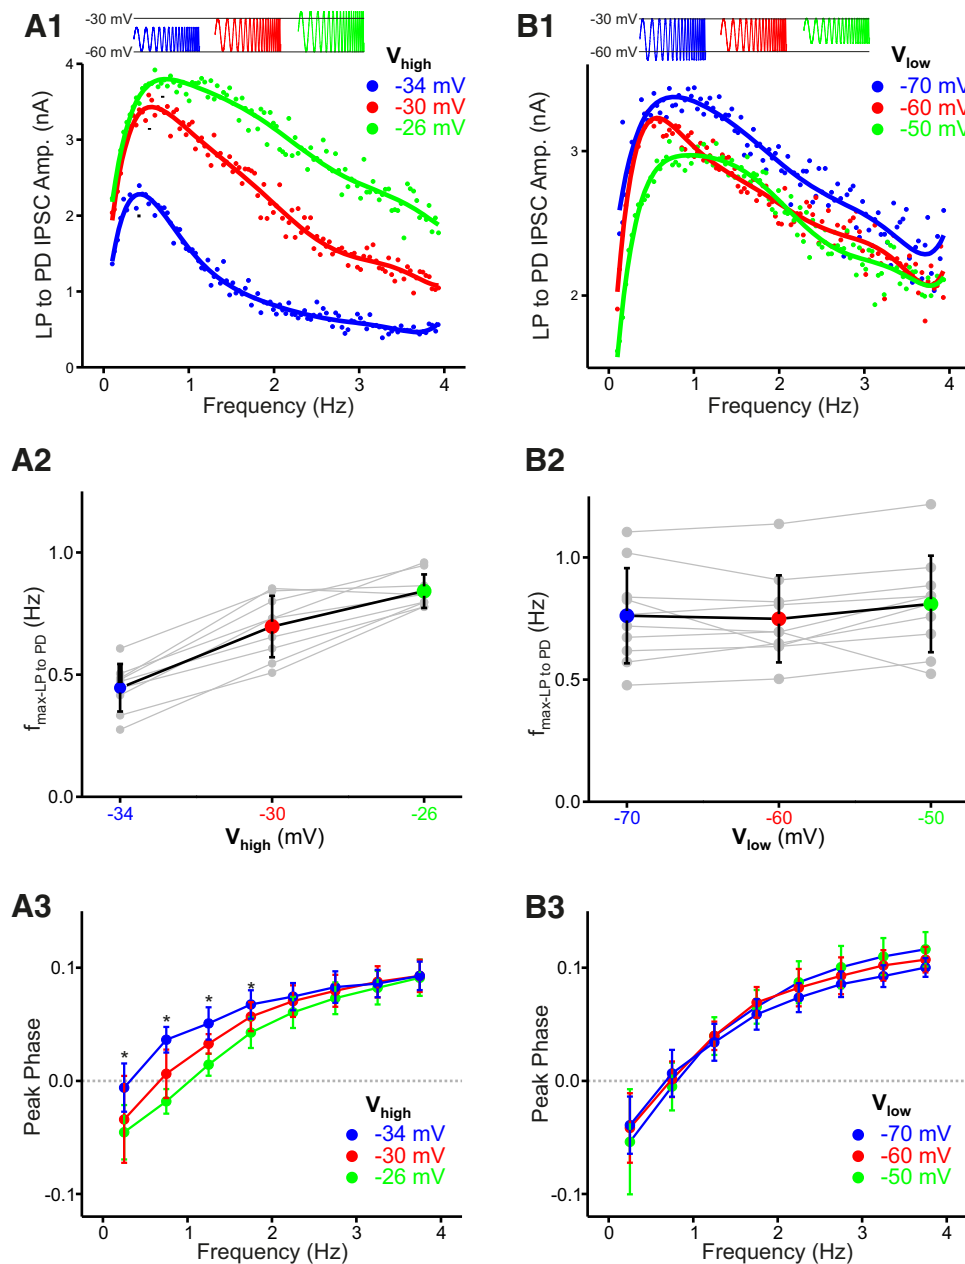 A1
-30 mV
-60 mV
V_high
-34 mV
-30 mV
-26 mV
LP to PD IPSC Amp. (nA)
4
3
2
1
0
0 1 2 3 4
Frequency (Hz)
B1
-30 mV
-60 mV
V_low
-70 mV
-60 mV
-50 mV
LP to PD IPSC Amp. (nA)
3
2
0 1 2 3 4
Frequency (Hz)
A2
f_max-LP to PD (Hz)
1.0
0.5
0.0
-34 -30 -26
V_high (mV)
B2
f_max-LP to PD (Hz)
1.0
0.5
0.0
-70 -60 -50
V_low (mV)
A3
Peak Phase
0.1
0.0
-0.1
* * * *
V_high
-34 mV
-30 mV
-26 mV
0 1 2 3 4
Frequency (Hz)
B3
Peak Phase
0.1
0.0
-0.1
V_low
-70 mV
-60 mV
-50 mV
0 1 2 3 4
Frequency (Hz)